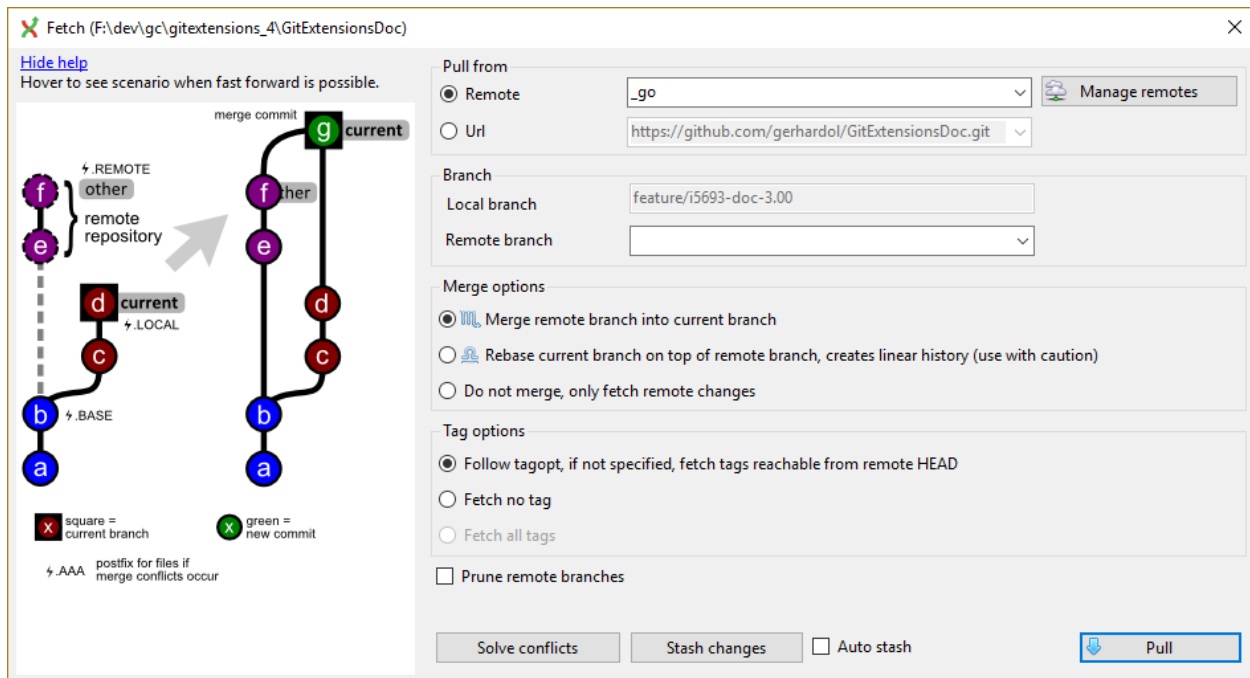 Fetch (F:\dev\gc\gitextensions_4\GitExtensionsDoc)
Hide help
Hover to see scenario when fast forward is possible.
merge commit
g
current
⚡.REMOTE
f
other
remote
repository
e
f
ther
e
d
current
⚡.LOCAL
c
d
c
b
⚡.BASE
a
b
a
x
square =
current branch
x
green =
new commit
⚡.AAA
postfix for files if
merge conflicts occur
Pull from
Remote
_go
Manage remotes
Url
https://github.com/gerhardol/GitExtensionsDoc.git
Branch
Local branch
feature/i5693-doc-3.00
Remote branch
Merge options
Merge remote branch into current branch
Rebase current branch on top of remote branch, creates linear history (use with caution)
Do not merge, only fetch remote changes
Tag options
Follow tagopt, if not specified, fetch tags reachable from remote HEAD
Fetch no tag
Fetch all tags
Prune remote branches
Solve conflicts
Stash changes
Auto stash
Pull